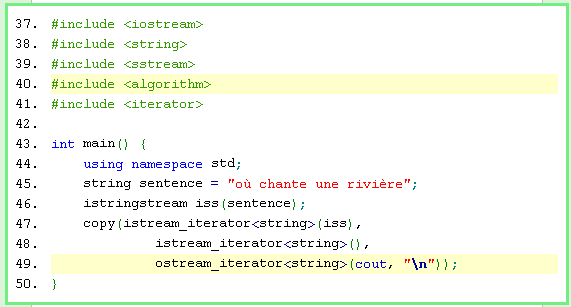 37. #include <iostream>
38. #include <string>
39. #include <sstream>
40. #include <algorithm>
41. #include <iterator>
42.
43. int main() {
44.     using namespace std;
45.     string sentence = "où chante une rivière";
46.     istringstream iss(sentence);
47.     copy(istream_iterator<string>(iss),
48.              istream_iterator<string>(),
49.              ostream_iterator<string>(cout, "\n"));
50. }